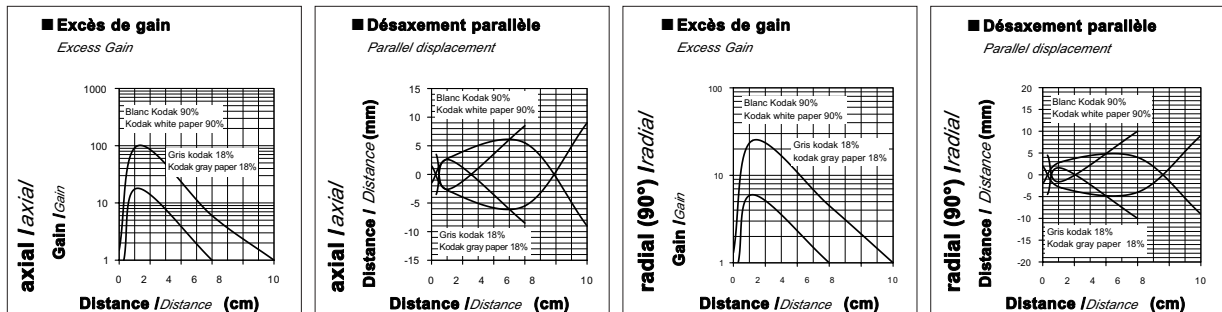 ■ Excès de gain
Excess Gain
axial / axial
Gain / Gain
1000
100
10
1
Blanc Kodak 90%
Kodak white paper 90%
Gris kodak 18%
Kodak gray paper 18%
0 2 4 6 8 10
Distance / Distance (cm)
■ Désaxement parallèle
Parallel displacement
axial / axial
Distance / Distance (mm)
15
10
5
0
-5
-10
-15
Blanc Kodak 90%
Kodak white paper 90%
Gris kodak 18%
Kodak gray paper 18%
0 2 4 6 8 10
Distance / Distance (cm)
■ Excès de gain
Excess Gain
radial (90°) / radial
Gain / Gain
100
10
1
Blanc Kodak 90%
Kodak white paper 90%
Gris kodak 18%
kodak gray paper 18%
0 2 4 6 8 10
Distance / Distance (cm)
■ Désaxement parallèle
Parallel displacement
radial (90°) / radial
Distance / Distance (mm)
20
15
10
5
0
-5
-10
-15
-20
Blanc Kodak 90%
Kodak white paper 90%
Gris kodak 18%
Kodak gray paper 18%
0 2 4 6 8 10
Distance / Distance (cm)